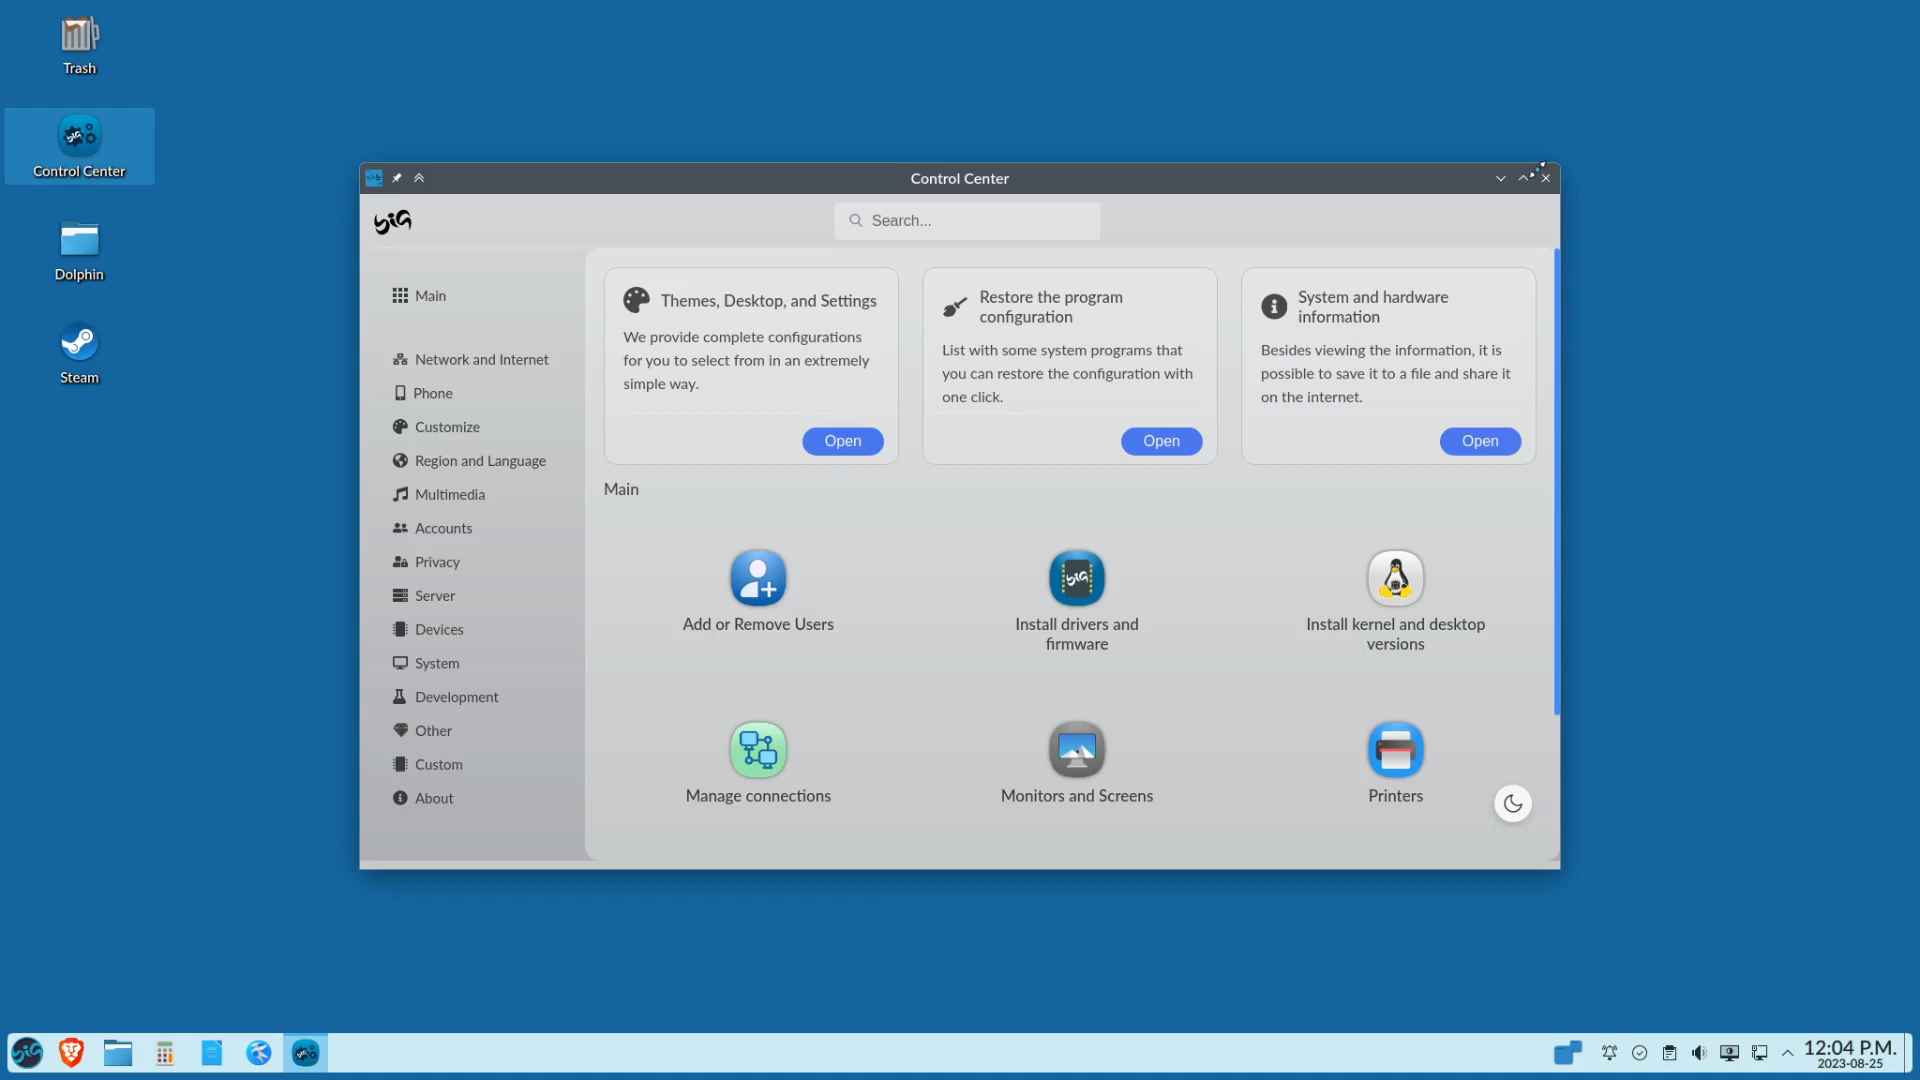 Trash
Control Center
Dolphin
Steam
Control Center
biG
Search...
Main
Network and Internet
Phone
Customize
Region and Language
Multimedia
Accounts
Privacy
Server
Devices
System
Development
Other
Custom
About
Themes, Desktop, and Settings
We provide complete configurations
for you to select from in an extremely
simple way.
Open
Restore the program
configuration
List with some system programs that
you can restore the configuration with
one click.
Open
System and hardware
information
Besides viewing the information, it is
possible to save it to a file and share it
on the internet.
Open
Main
Add or Remove Users
Install drivers and
firmware
Install kernel and desktop
versions
Manage connections
Monitors and Screens
Printers
12:04 P.M.
2023-08-25